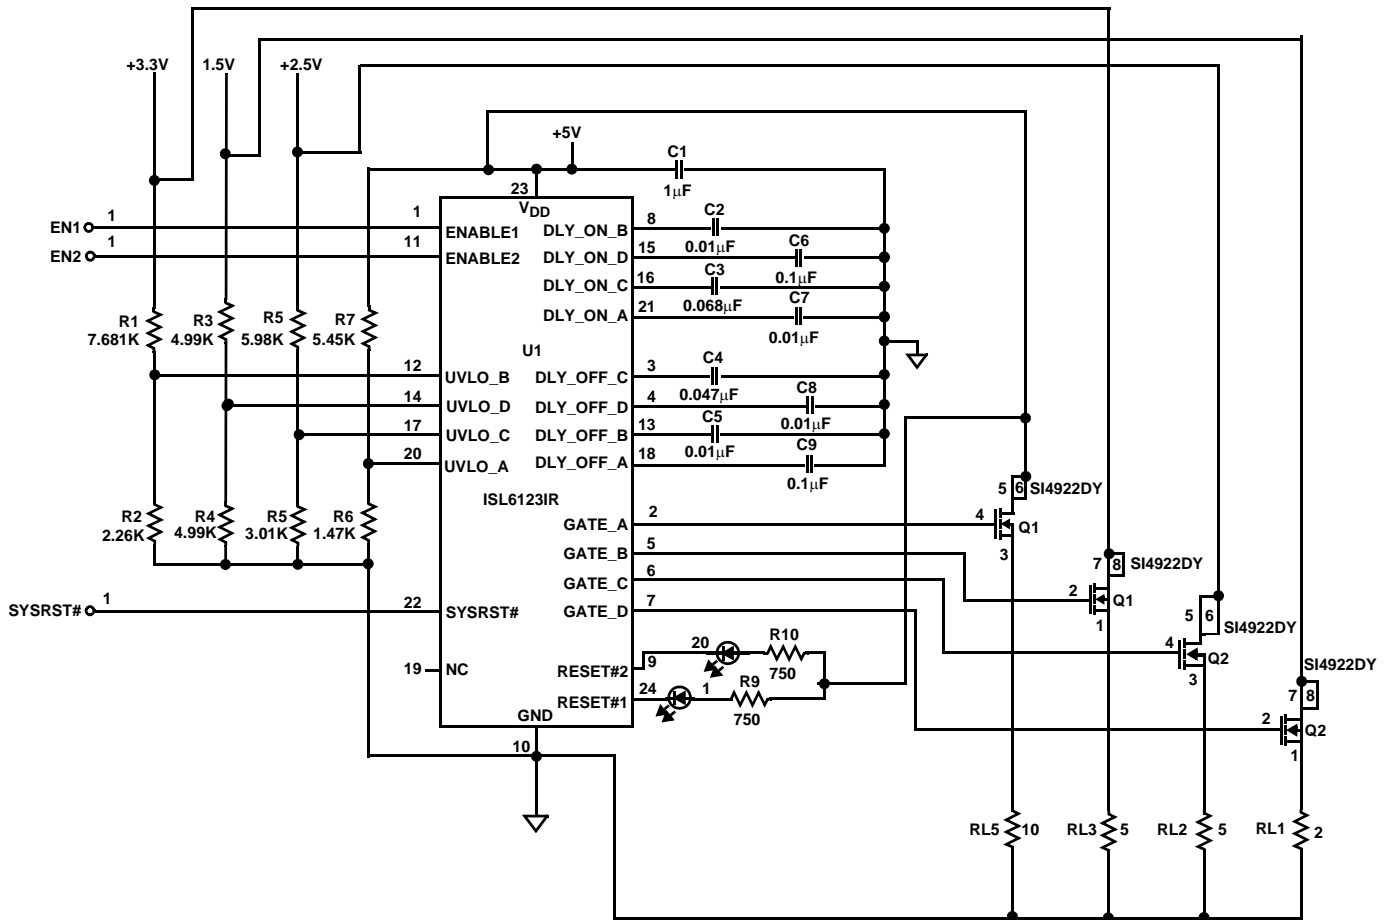 +3.3V 1.5V +2.5V
+5V
C1
1µF
23
VDD
EN1 1 1 ENABLE1
EN2 1 11 ENABLE2
DLY_ON_B 8 C2 0.01µF
DLY_ON_D 15 C6 0.1µF
DLY_ON_C 16 C3 0.068µF
DLY_ON_A 21 C7 0.01µF
R1 7.681K
R3 4.99K
R5 5.98K
R7 5.45K
U1
12 UVLO_B
14 UVLO_D
17 UVLO_C
20 UVLO_A
DLY_OFF_C 3 C4 0.047µF
DLY_OFF_D 4 C8 0.01µF
DLY_OFF_B 13 C5 0.01µF
DLY_OFF_A 18 C9 0.1µF
ISL6123IR
R2 2.26K
R4 4.99K
R5 3.01K
R6 1.47K
GATE_A 2
GATE_B 5
GATE_C 6
GATE_D 7
5 6 SI4922DY
4 Q1
3
7 8 SI4922DY
2 Q1
1
5 6 SI4922DY
4 Q2
3
SI4922DY
7 8
2 Q2
1
SYSRST# 1 22 SYSRST#
19 NC
RESET#2 9 20 R10 750
RESET#1 24 1 R9 750
GND
10
RL5 10 RL3 5 RL2 5 RL1 2